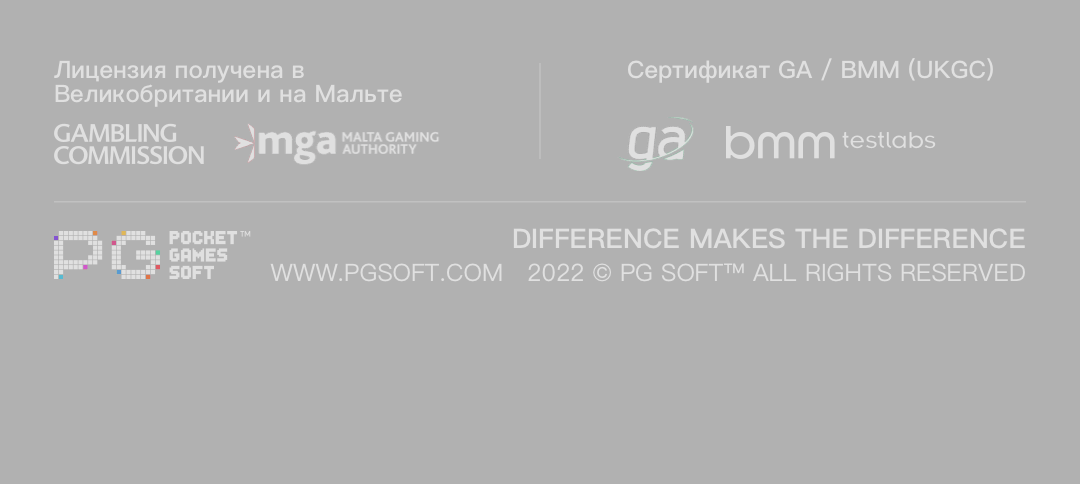 Лицензия получена в
Великобритании и на Мальте
GAMBLING
COMMISSION
mga MALTA GAMING
AUTHORITY
Сертификат GA / BMM (UKGC)
ga bmm testlabs
PG POCKET™
GAMES
SOFT
WWW.PGSOFT.COM
DIFFERENCE MAKES THE DIFFERENCE
2022 © PG SOFT™ ALL RIGHTS RESERVED